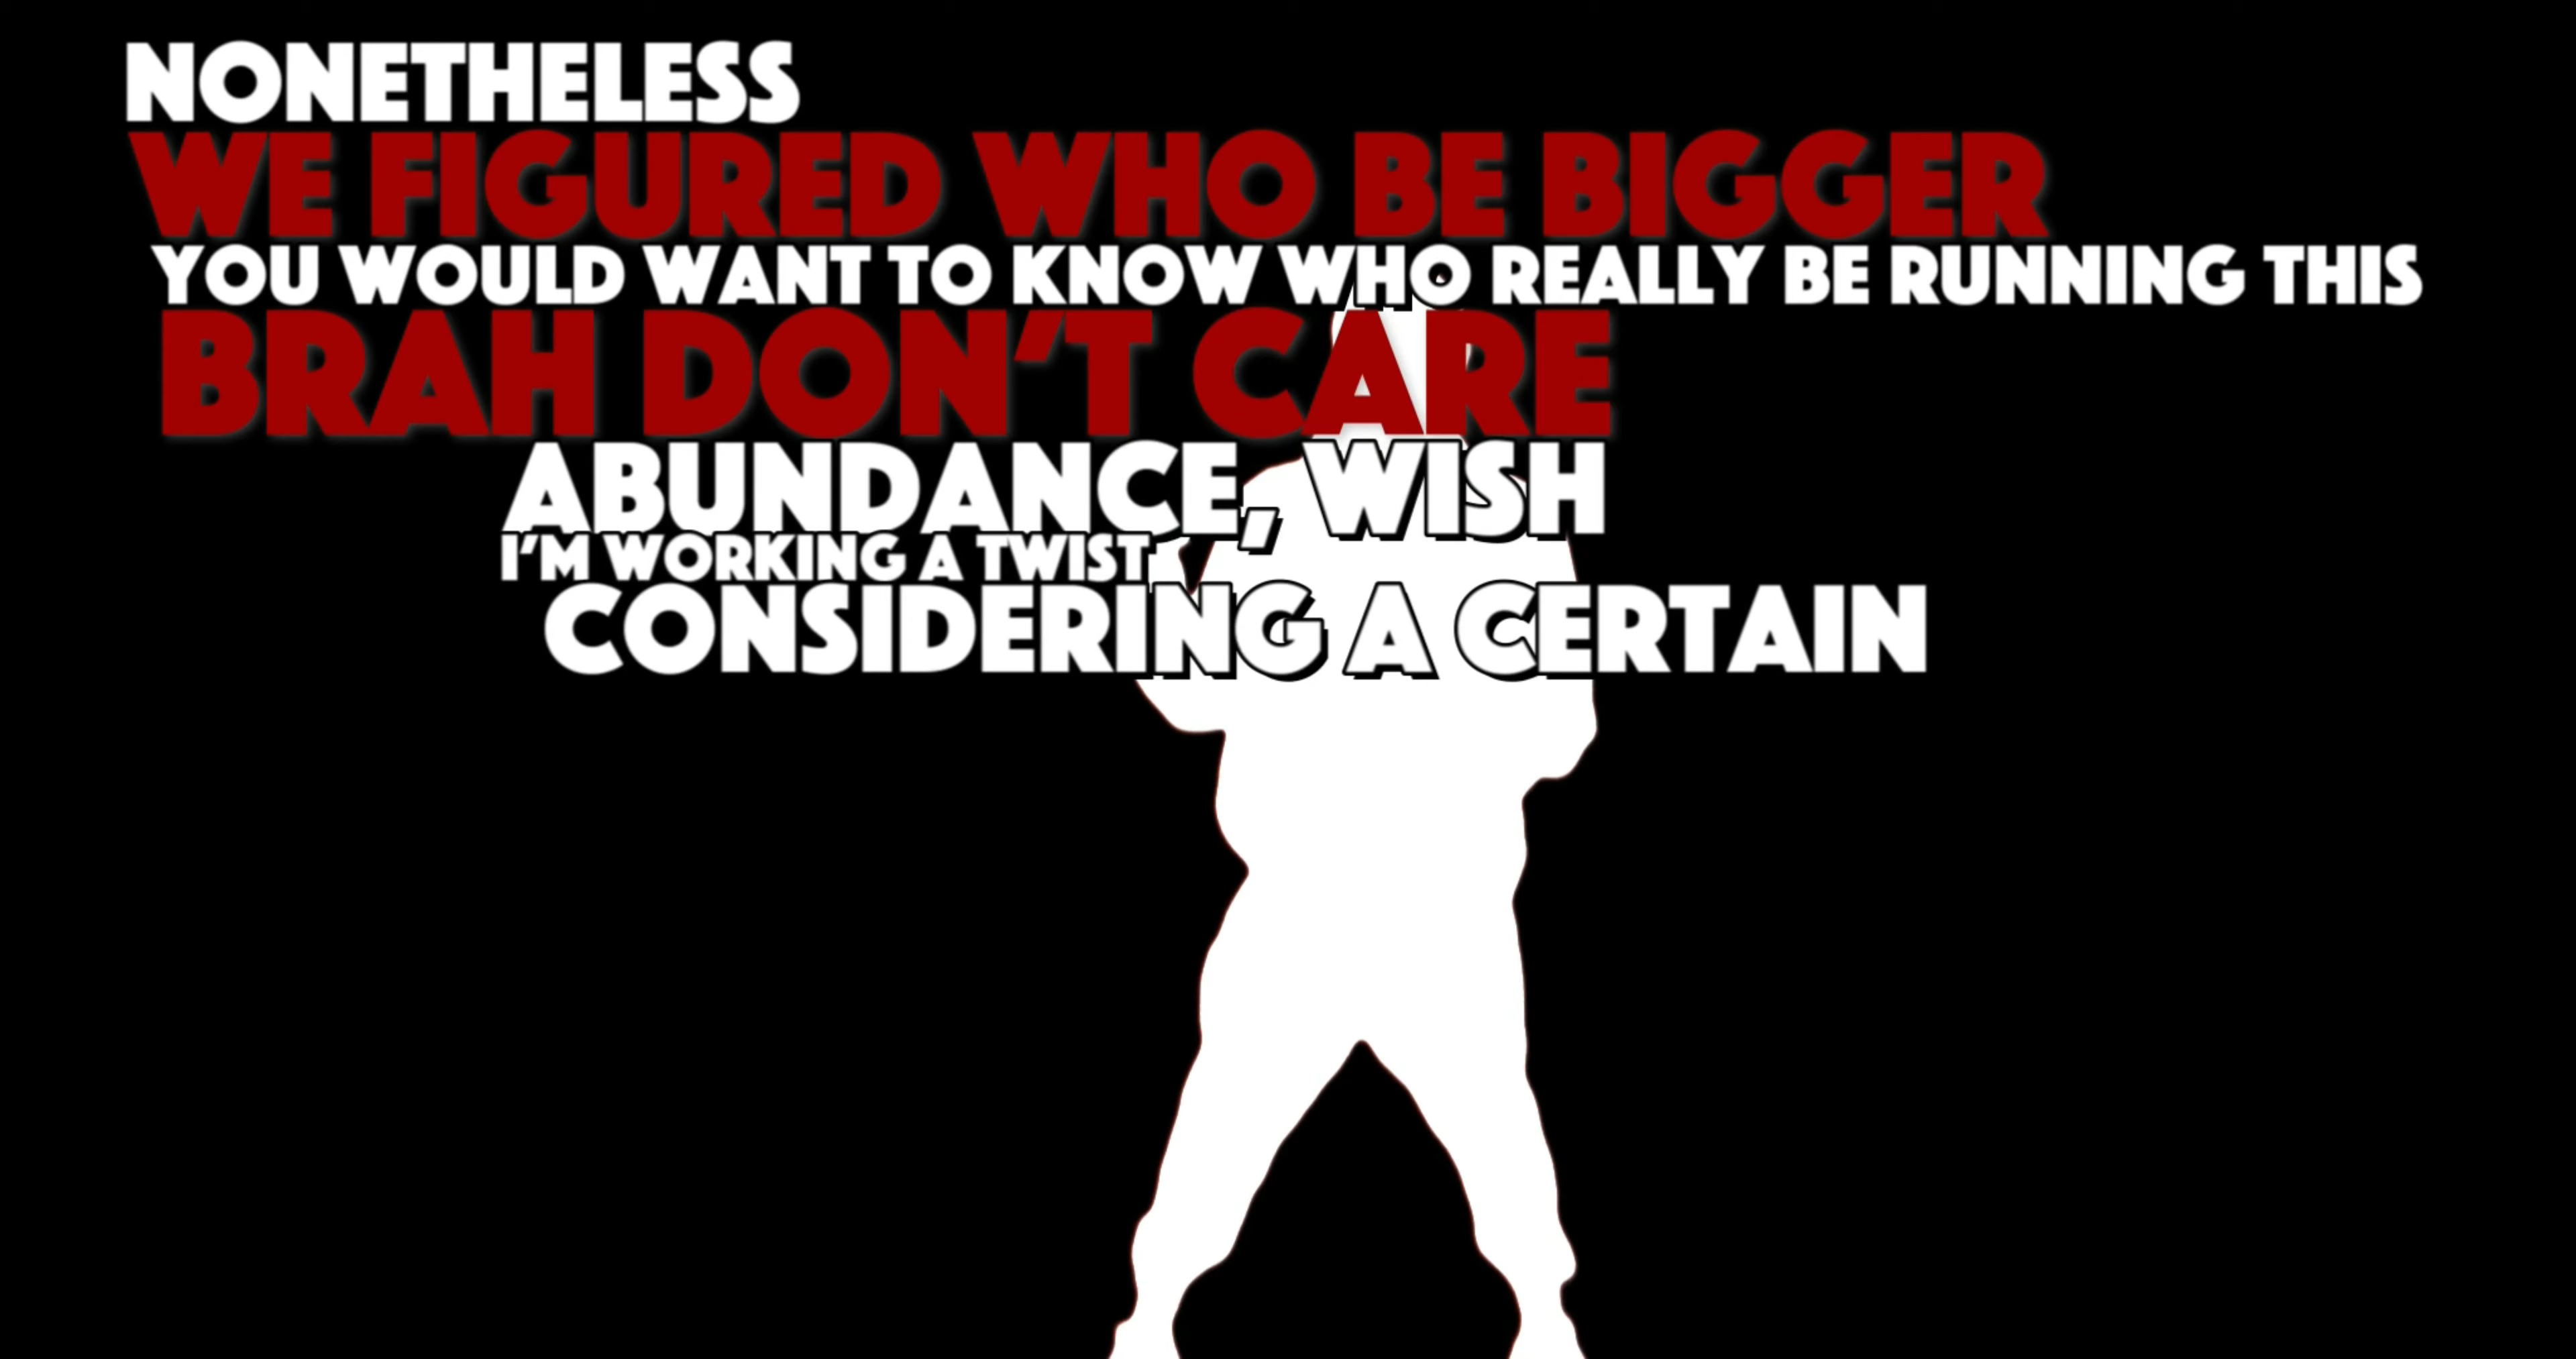 NONETHELESS
WE FIGURED WHO BE BIGGER
YOU WOULD WANT TO KNOW WHO REALLY BE RUNNING THIS
BRAH DON'T CARE
ABUNDANCE, WISH
I'M WORKING A TWIST
CONSIDERING A CERTAIN